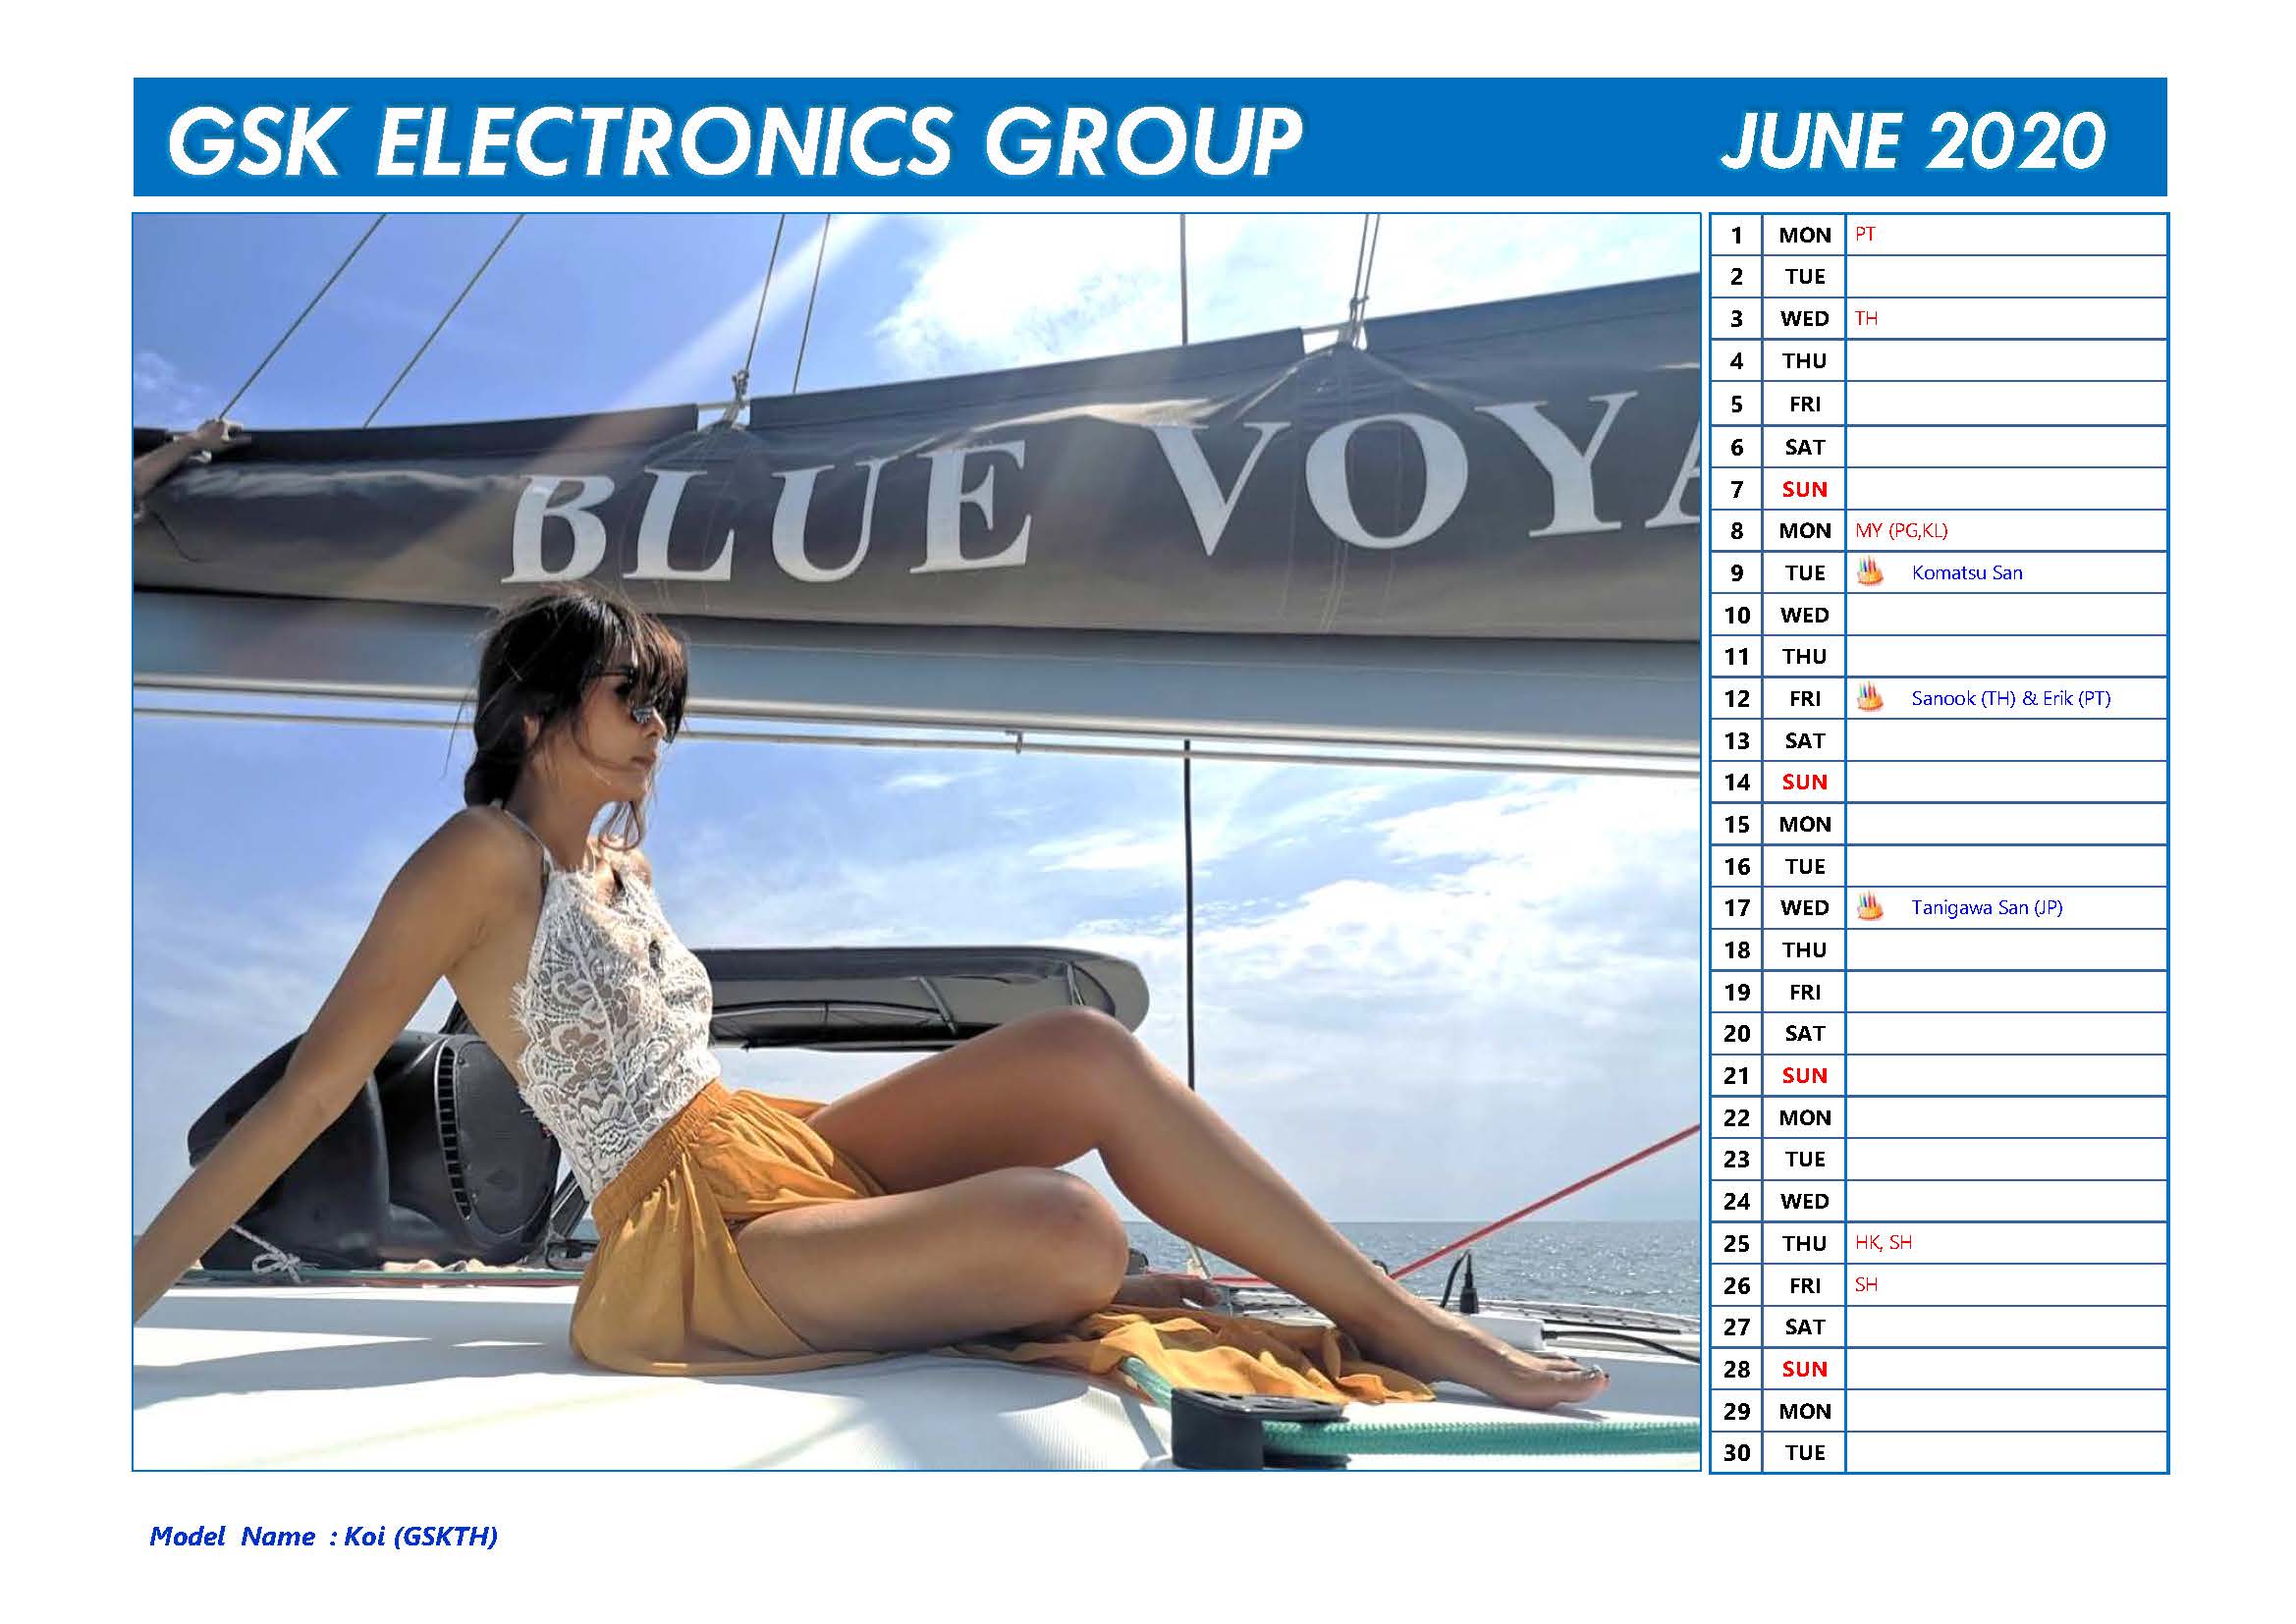 GSK ELECTRONICS GROUP JUNE 2020
BLUE VOYA
1 MON PT
2 TUE
3 WED TH
4 THU
5 FRI
6 SAT
7 SUN
8 MON MY (PG,KL)
9 TUE Komatsu San
10 WED
11 THU
12 FRI Sanook (TH) & Erik (PT)
13 SAT
14 SUN
15 MON
16 TUE
17 WED Tanigawa San (JP)
18 THU
19 FRI
20 SAT
21 SUN
22 MON
23 TUE
24 WED
25 THU HK, SH
26 FRI SH
27 SAT
28 SUN
29 MON
30 TUE
Model Name : Koi (GSKTH)